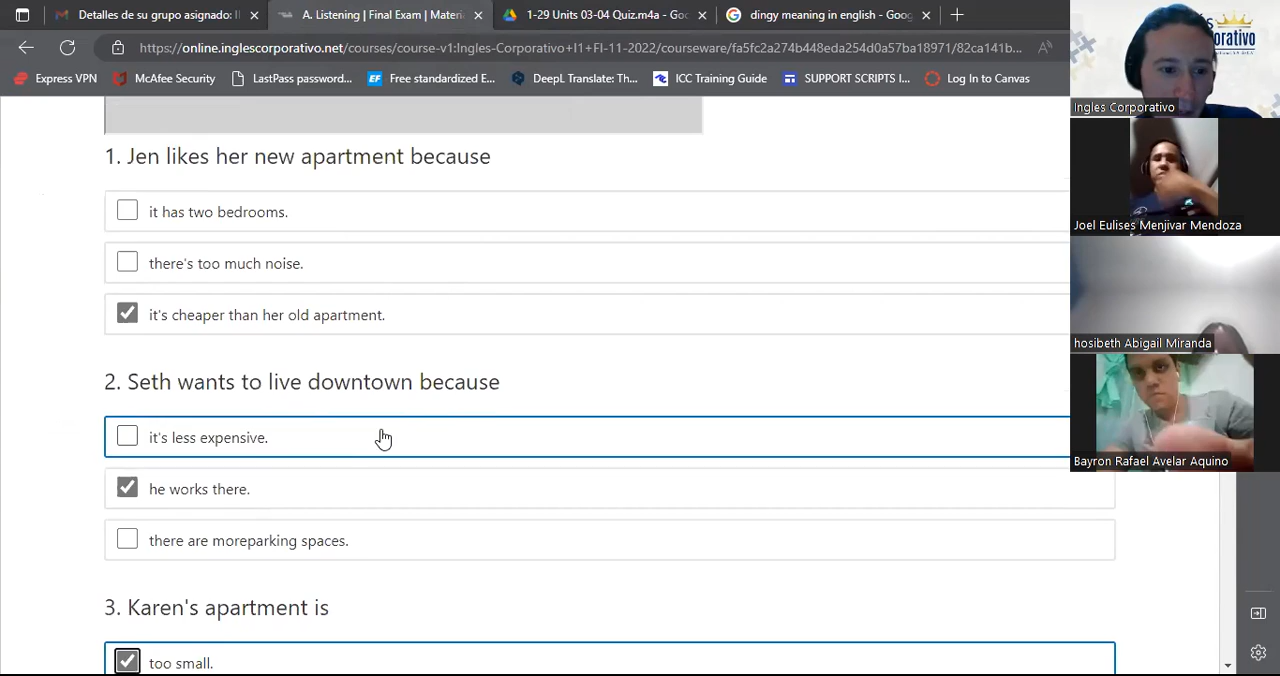 Detalles de su grupo asignado: II
A. Listening | Final Exam | Materi
1-29 Units 03-04 Quiz.m4a - Goo
dingy meaning in english - Goog
https://online.inglescorporativo.net/courses/course-v1:Ingles-Corporativo+I1+FI-11-2022/courseware/fa5fc2a274b448eda254d0a57ba18971/82ca141b...
Express VPN
McAfee Security
LastPass password...
Free standardized E...
DeepL Translate: Th...
ICC Training Guide
SUPPORT SCRIPTS I...
Log In to Canvas
orativo
Ingles Corporativo
Joel Eulises Menjivar Mendoza
hosibeth Abigail Miranda
Bayron Rafael Avelar Aquino
1. Jen likes her new apartment because
it has two bedrooms.
there's too much noise.
it's cheaper than her old apartment.
2. Seth wants to live downtown because
it's less expensive.
he works there.
there are moreparking spaces.
3. Karen's apartment is
too small.